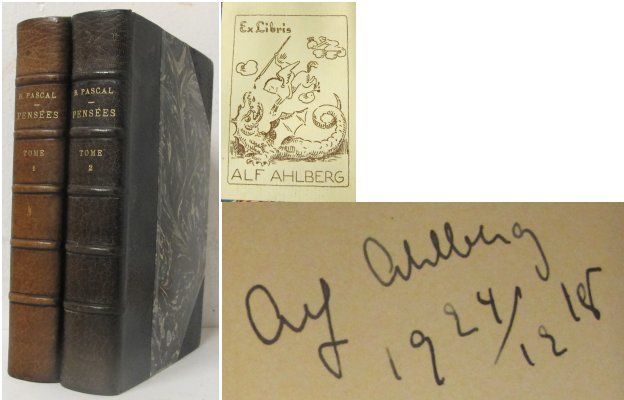 B. PASCAL
PENSÉES
TOME
1
B. PASCAL
PENSÉES
TOME
2
Ex Libris
ALF AHLBERG
Alf Ahlberg
1924/12 18